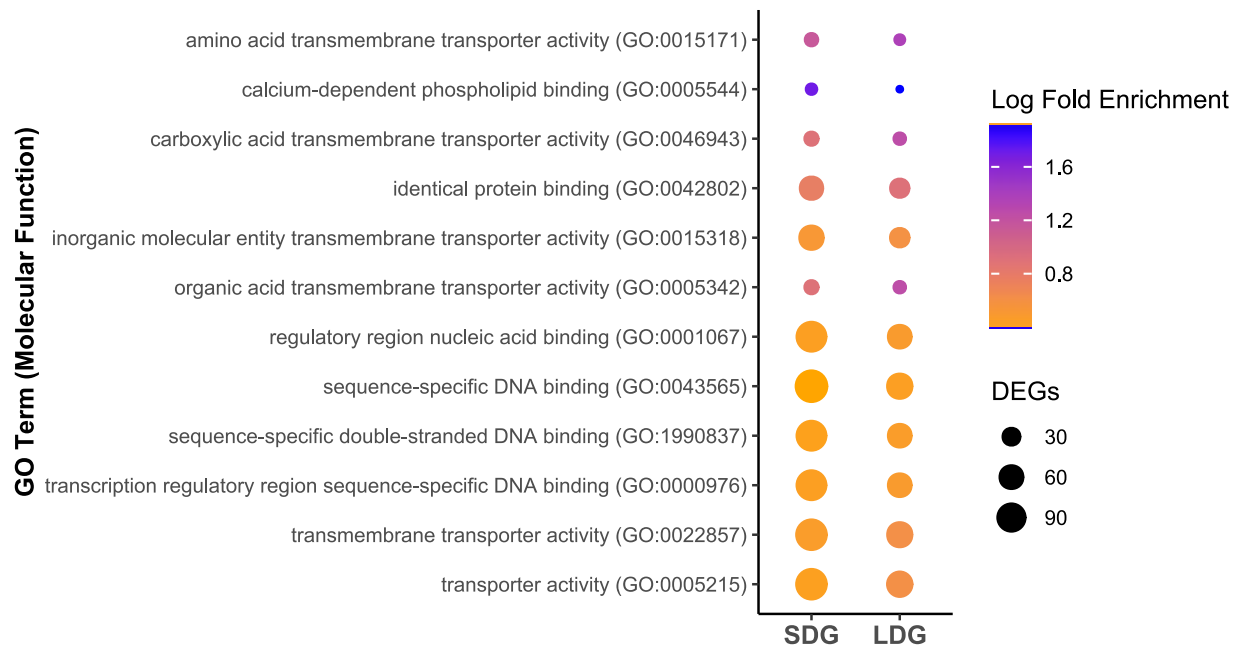 GO Term (Molecular Function)
amino acid transmembrane transporter activity (GO:0015171)
calcium-dependent phospholipid binding (GO:0005544)
carboxylic acid transmembrane transporter activity (GO:0046943)
identical protein binding (GO:0042802)
inorganic molecular entity transmembrane transporter activity (GO:0015318)
organic acid transmembrane transporter activity (GO:0005342)
regulatory region nucleic acid binding (GO:0001067)
sequence-specific DNA binding (GO:0043565)
sequence-specific double-stranded DNA binding (GO:1990837)
transcription regulatory region sequence-specific DNA binding (GO:0000976)
transmembrane transporter activity (GO:0022857)
transporter activity (GO:0005215)
SDG LDG
Log Fold Enrichment
1.6
1.2
0.8
DEGs
30
60
90